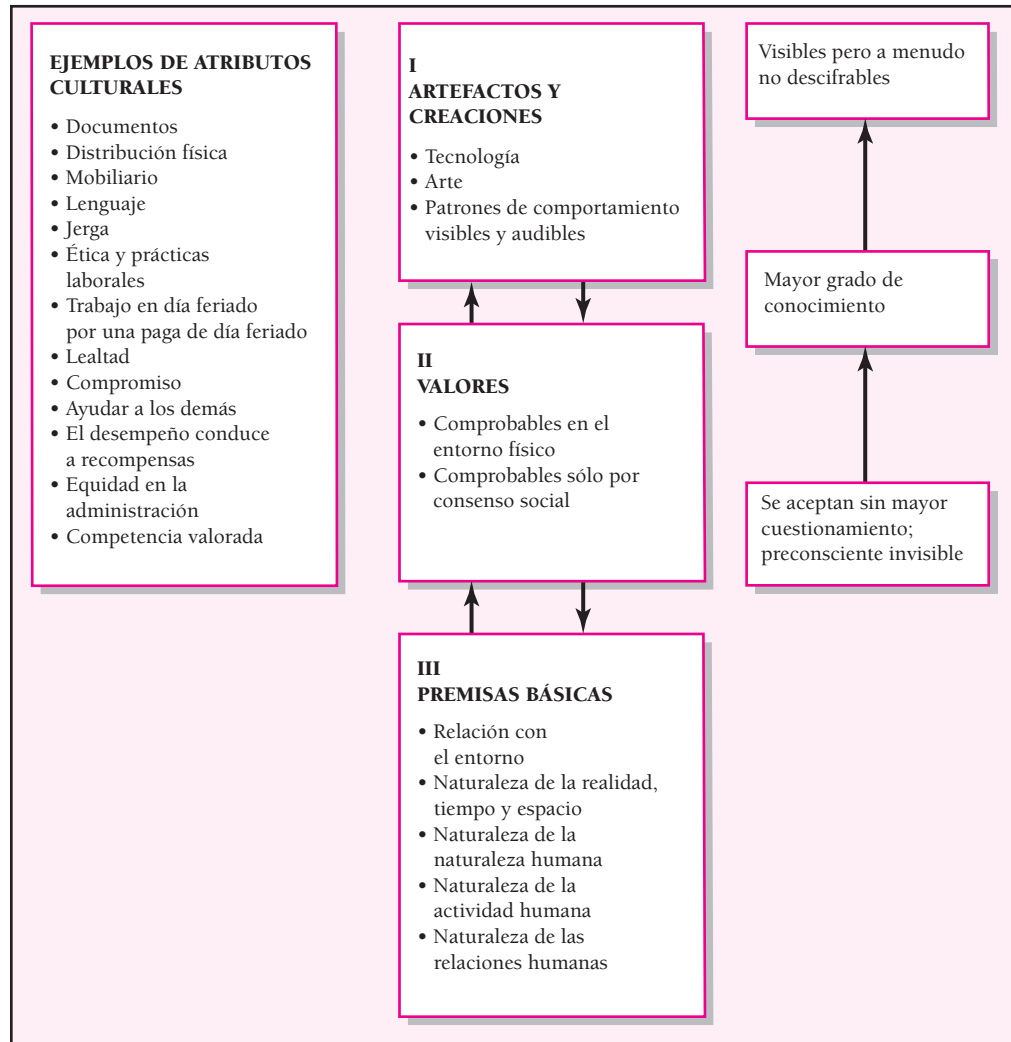 EJEMPLOS DE ATRIBUTOS
CULTURALES
• Documentos
• Distribución física
• Mobiliario
• Lenguaje
• Jerga
• Ética y prácticas
laborales
• Trabajo en día feriado
por una paga de día feriado
• Lealtad
• Compromiso
• Ayudar a los demás
• El desempeño conduce
a recompensas
• Equidad en la
administración
• Competencia valorada
I
ARTEFACTOS Y
CREACIONES
• Tecnología
• Arte
• Patrones de comportamiento
visibles y audibles
II
VALORES
• Comprobables en el
entorno físico
• Comprobables sólo por
consenso social
III
PREMISAS BÁSICAS
• Relación con
el entorno
• Naturaleza de la realidad,
tiempo y espacio
• Naturaleza de la
naturaleza humana
• Naturaleza de la
actividad humana
• Naturaleza de las
relaciones humanas
Visibles pero a menudo
no descifrables
Mayor grado de
conocimiento
Se aceptan sin mayor
cuestionamiento;
preconsciente invisible